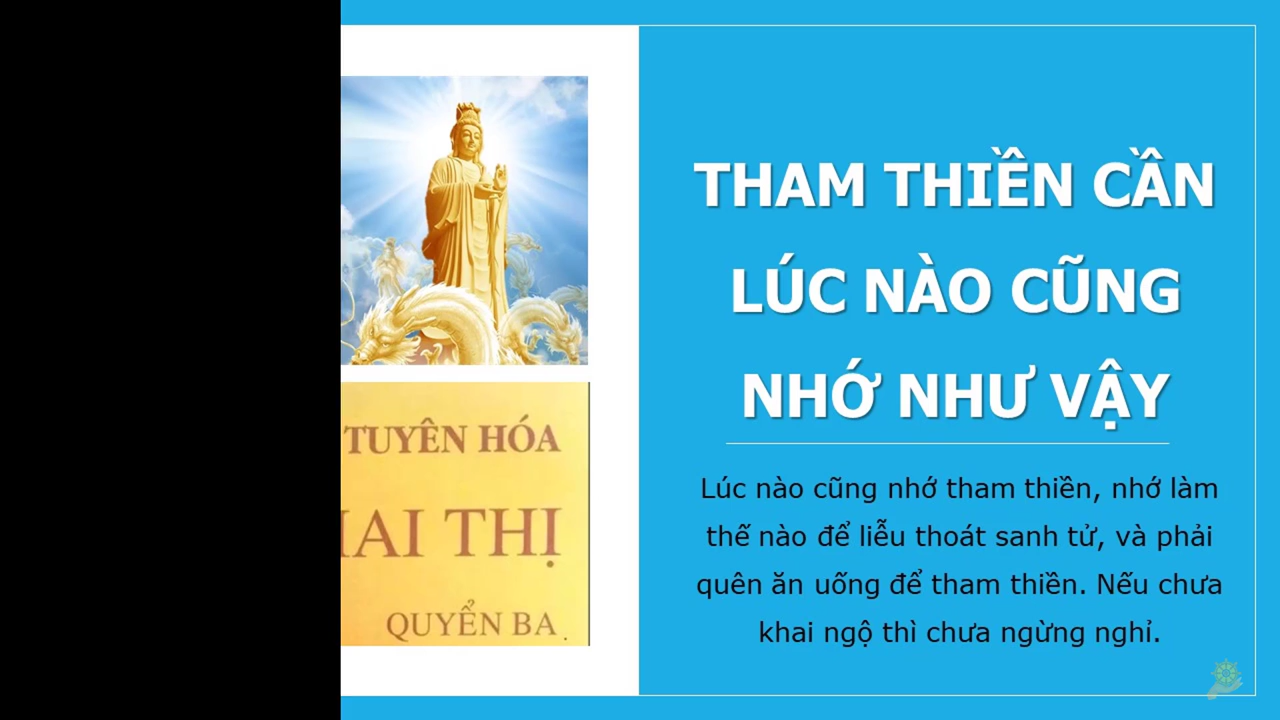 TUYÊN HÓA
THỊ
QUYỂN BA
THAM THIỀN CẦN
LÚC NÀO CŨNG
NHỚ NHƯ VẬY
Lúc nào cũng nhớ tham thiền, nhớ làm
thế nào để liễu thoát sanh tử, và phải
quên ăn uống để tham thiền. Nếu chưa
khai ngộ thì chưa ngừng nghỉ.